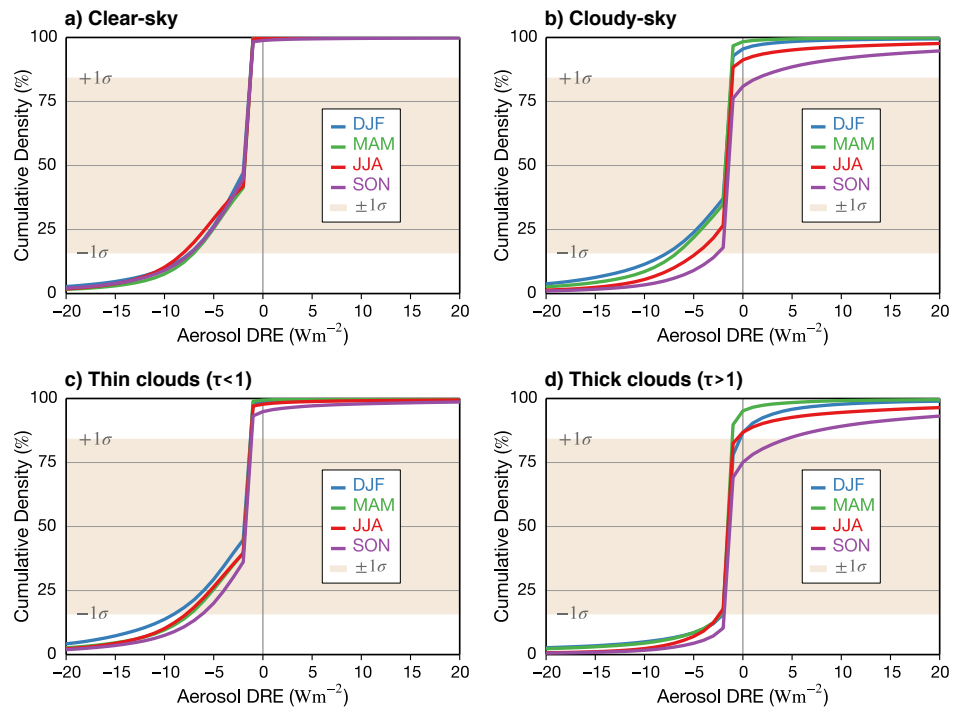 a) Clear-sky
Cumulative Density (%)
100
75
50
25
0
+1σ
−1σ
DJF
MAM
JJA
SON
±1σ
−20 −15 −10 −5 0 5 10 15 20
Aerosol DRE (Wm⁻²)
b) Cloudy-sky
Cumulative Density (%)
100
75
50
25
0
+1σ
−1σ
DJF
MAM
JJA
SON
±1σ
−20 −15 −10 −5 0 5 10 15 20
Aerosol DRE (Wm⁻²)
c) Thin clouds (τ<1)
Cumulative Density (%)
100
75
50
25
0
+1σ
−1σ
DJF
MAM
JJA
SON
±1σ
−20 −15 −10 −5 0 5 10 15 20
Aerosol DRE (Wm⁻²)
d) Thick clouds (τ>1)
Cumulative Density (%)
100
75
50
25
0
+1σ
−1σ
DJF
MAM
JJA
SON
±1σ
−20 −15 −10 −5 0 5 10 15 20
Aerosol DRE (Wm⁻²)